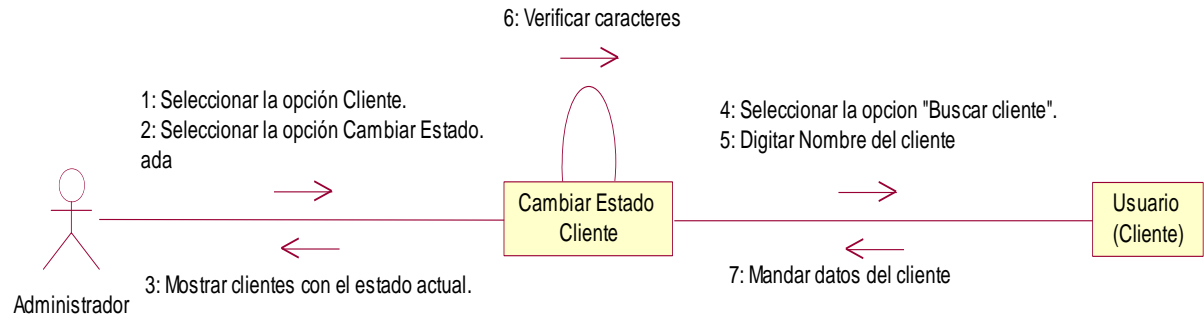 6: Verificar caracteres
1: Seleccionar la opción Cliente.
2: Seleccionar la opción Cambiar Estado.
ada
4: Seleccionar la opcion "Buscar cliente".
5: Digitar Nombre del cliente
Cambiar Estado
Cliente
Usuario
(Cliente)
3: Mostrar clientes con el estado actual.
7: Mandar datos del cliente
Administrador